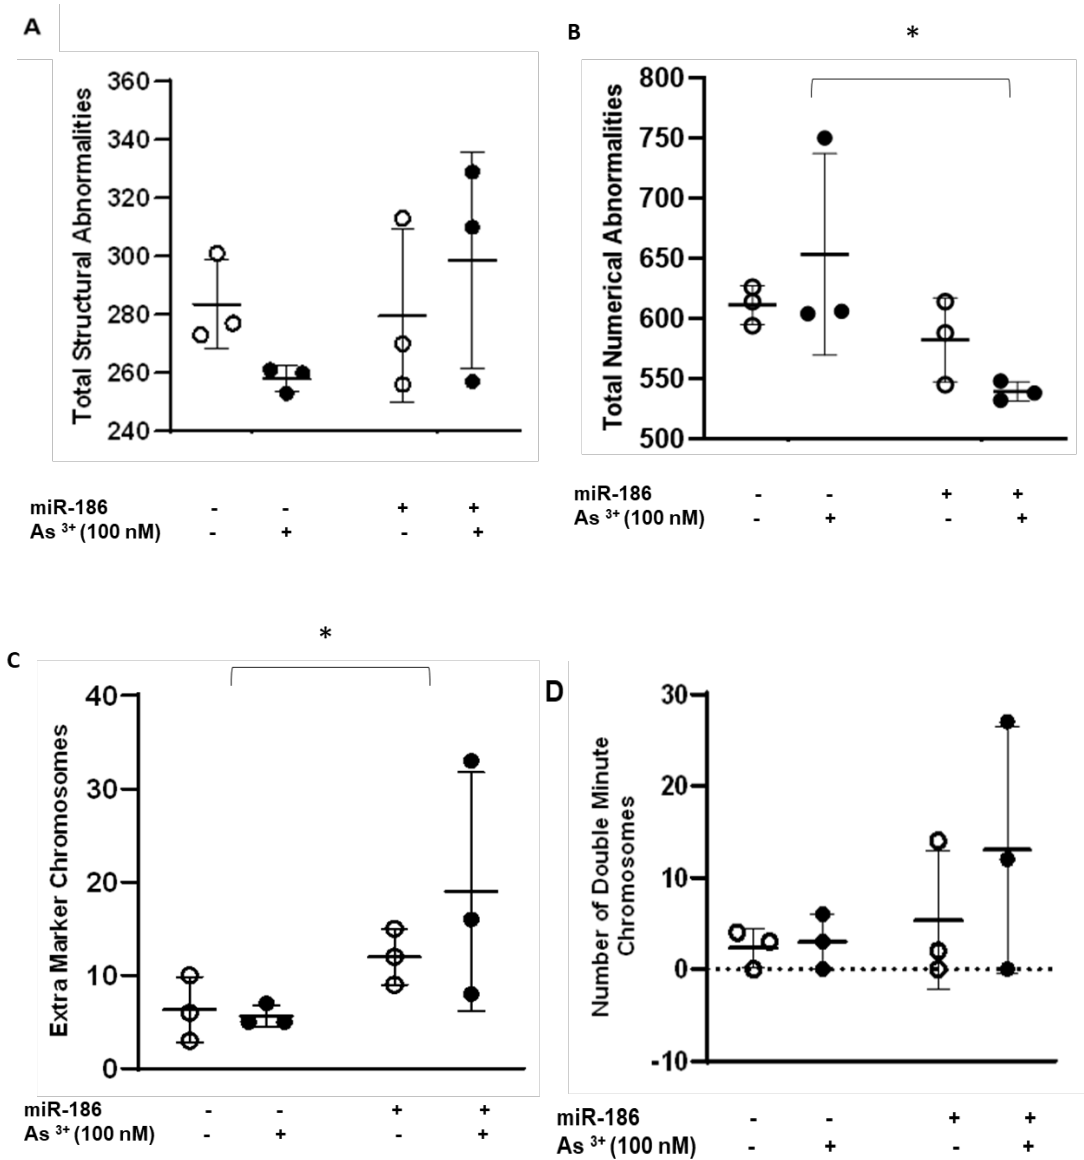 A
Total Structural Abnormalities
360
340
320
300
280
260
240
miR-186 - - + +
As 3+ (100 nM) - + - +
B
*
Total Numerical Abnormalities
800
750
700
650
600
550
500
miR-186 - - + +
As 3+ (100 nM) - + - +
C
*
Extra Marker Chromosomes
40
30
20
10
0
miR-186 - - + +
As 3+ (100 nM) - + - +
D
Number of Double Minute
Chromosomes
30
20
10
0
-10
miR-186 - - + +
As 3+ (100 nM) - + - +